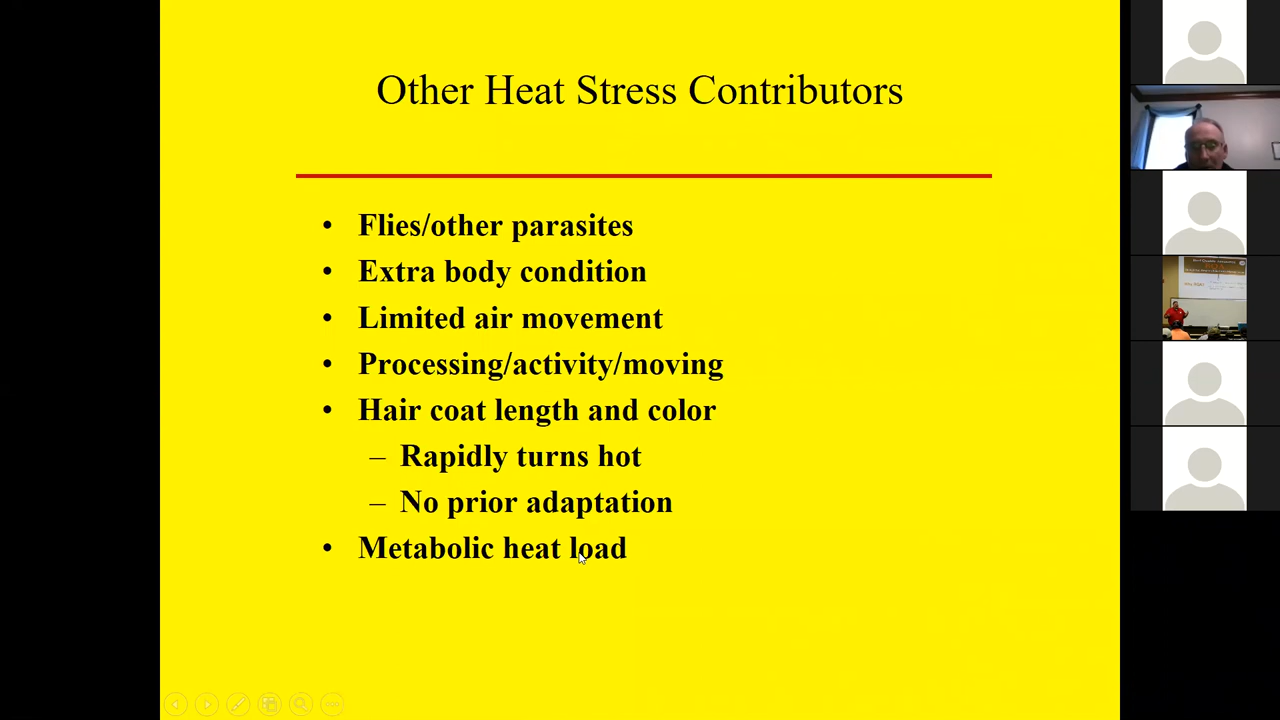 Other Heat Stress Contributors
• Flies/other parasites
• Extra body condition
• Limited air movement
• Processing/activity/moving
• Hair coat length and color
– Rapidly turns hot
– No prior adaptation
• Metabolic heat load